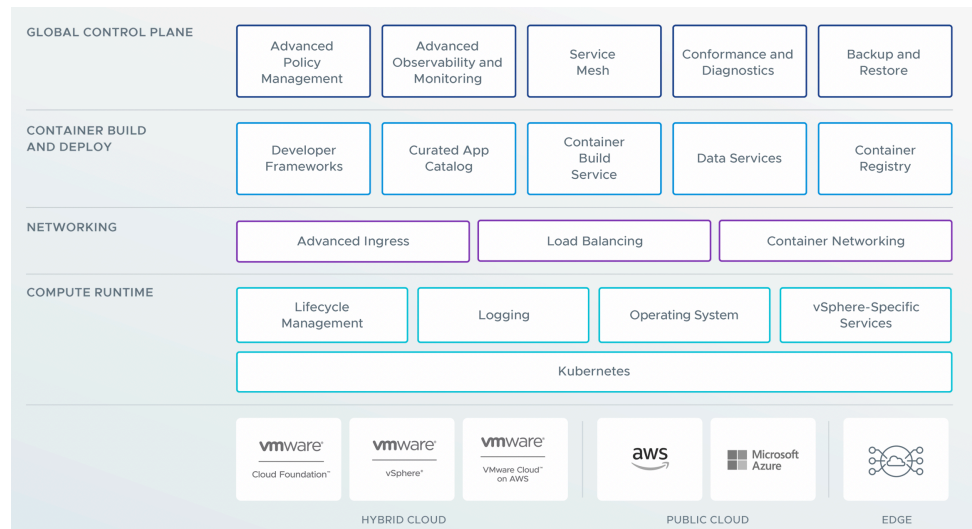 GLOBAL CONTROL PLANE
Advanced
Policy
Management
Advanced
Observability and
Monitoring
Service
Mesh
Conformance and
Diagnostics
Backup and
Restore
CONTAINER BUILD
AND DEPLOY
Developer
Frameworks
Curated App
Catalog
Container
Build
Service
Data Services
Container
Registry
NETWORKING
Advanced Ingress
Load Balancing
Container Networking
COMPUTE RUNTIME
Lifecycle
Management
Logging
Operating System
vSphere-Specific
Services
Kubernetes
vmware®
Cloud Foundation™
vmware®
vSphere®
vmware®
VMware Cloud™
on AWS
aws
Microsoft
Azure
HYBRID CLOUD
PUBLIC CLOUD
EDGE